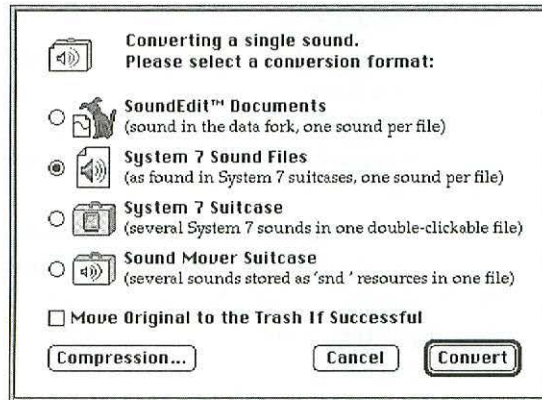 Converting a single sound.
Please select a conversion format:
SoundEdit™ Documents
(sound in the data fork, one sound per file)
System 7 Sound Files
(as found in System 7 suitcases, one sound per file)
System 7 Suitcase
(several System 7 sounds in one double-clickable file)
Sound Mover Suitcase
(several sounds stored as ‘snd ’ resources in one file)
Move Original to the Trash If Successful
Compression... Cancel Convert